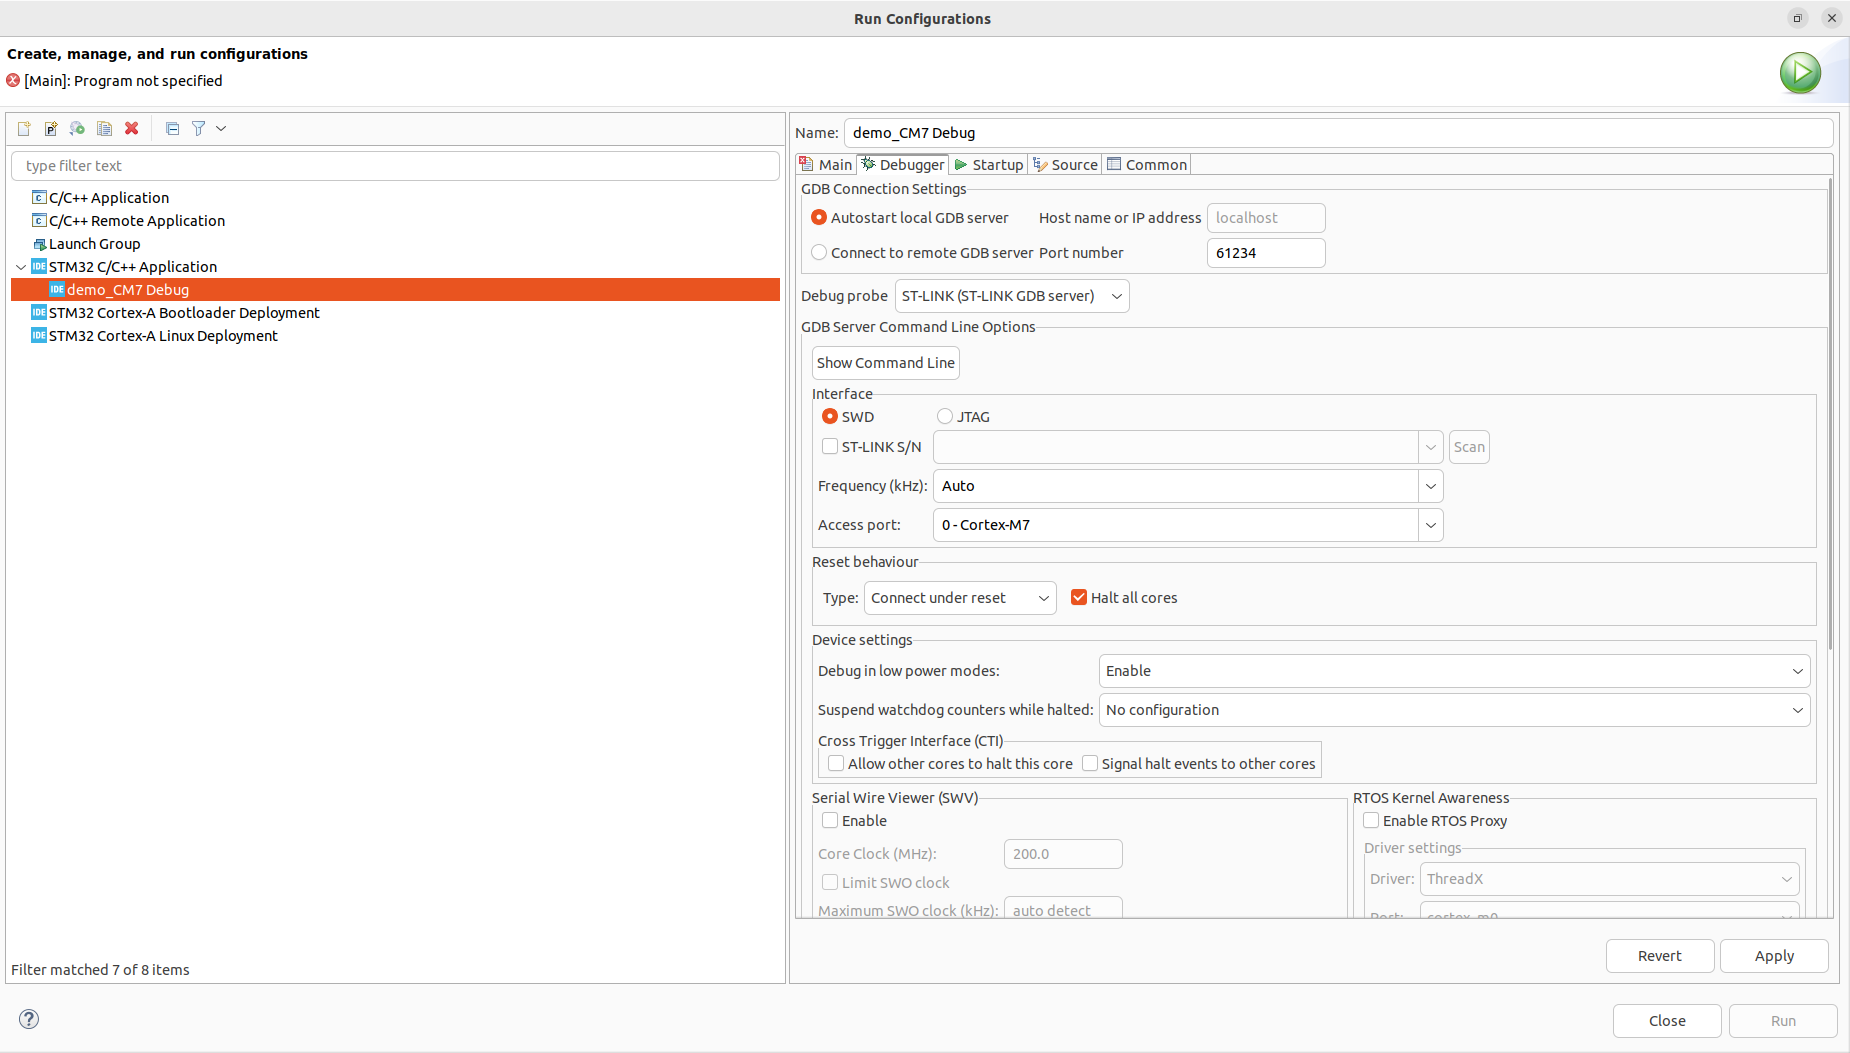 Run Configurations
Create, manage, and run configurations
[Main]: Program not specified
type filter text
C/C++ Application
C/C++ Remote Application
Launch Group
IDE STM32 C/C++ Application
IDE demo_CM7 Debug
IDE STM32 Cortex-A Bootloader Deployment
IDE STM32 Cortex-A Linux Deployment
Filter matched 7 of 8 items
Name: demo_CM7 Debug
Main Debugger Startup Source Common
GDB Connection Settings
Autostart local GDB server Host name or IP address localhost
Connect to remote GDB server Port number 61234
Debug probe ST-LINK (ST-LINK GDB server)
GDB Server Command Line Options
Show Command Line
Interface
SWD JTAG
ST-LINK S/N Scan
Frequency (kHz): Auto
Access port: 0 - Cortex-M7
Reset behaviour
Type: Connect under reset Halt all cores
Device settings
Debug in low power modes: Enable
Suspend watchdog counters while halted: No configuration
Cross Trigger Interface (CTI)
Allow other cores to halt this core Signal halt events to other cores
Serial Wire Viewer (SWV)
Enable
Core Clock (MHz): 200.0
Limit SWO clock
Maximum SWO clock (kHz): auto detect
RTOS Kernel Awareness
Enable RTOS Proxy
Driver settings
Driver: ThreadX
Port: cortex_m0
Revert Apply
Close Run